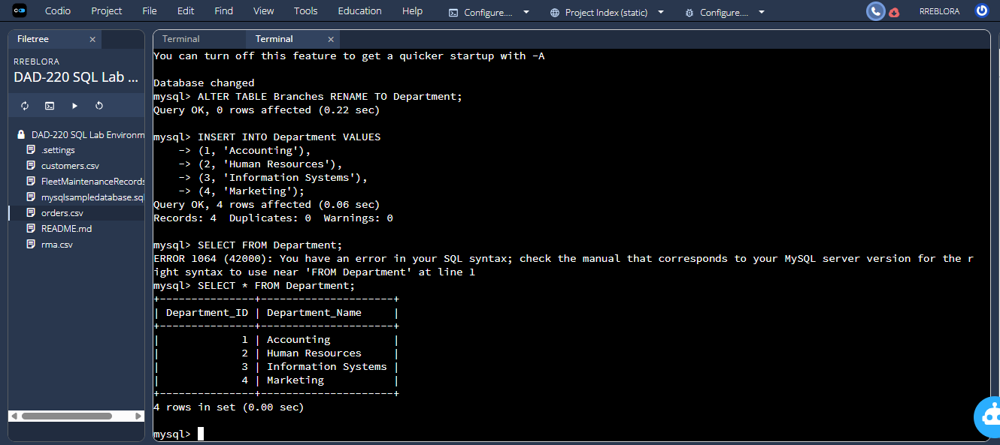 Codio Project File Edit Find View Tools Education Help Configure.... Project Index (static) Configure.... RREBLORA
Filetree
RREBLORA
DAD-220 SQL Lab ...
DAD-220 SQL Lab Environm
.settings
customers.csv
FleetMaintenanceRecords
mysqlsampledatabase.sql
orders.csv
README.md
rma.csv
Terminal Terminal
You can turn off this feature to get a quicker startup with -A
Database changed
mysql> ALTER TABLE Branches RENAME TO Department;
Query OK, 0 rows affected (0.22 sec)
mysql> INSERT INTO Department VALUES
    -> (1, 'Accounting'),
    -> (2, 'Human Resources'),
    -> (3, 'Information Systems'),
    -> (4, 'Marketing');
Query OK, 4 rows affected (0.06 sec)
Records: 4  Duplicates: 0  Warnings: 0
mysql> SELECT FROM Department;
ERROR 1064 (42000): You have an error in your SQL syntax; check the manual that corresponds to your MySQL server version for the r
ight syntax to use near 'FROM Department' at line 1
mysql> SELECT * FROM Department;
+---------------+---------------------+
| Department_ID | Department_Name     |
+---------------+---------------------+
|             1 | Accounting          |
|             2 | Human Resources     |
|             3 | Information Systems |
|             4 | Marketing           |
+---------------+---------------------+
4 rows in set (0.00 sec)
mysql>